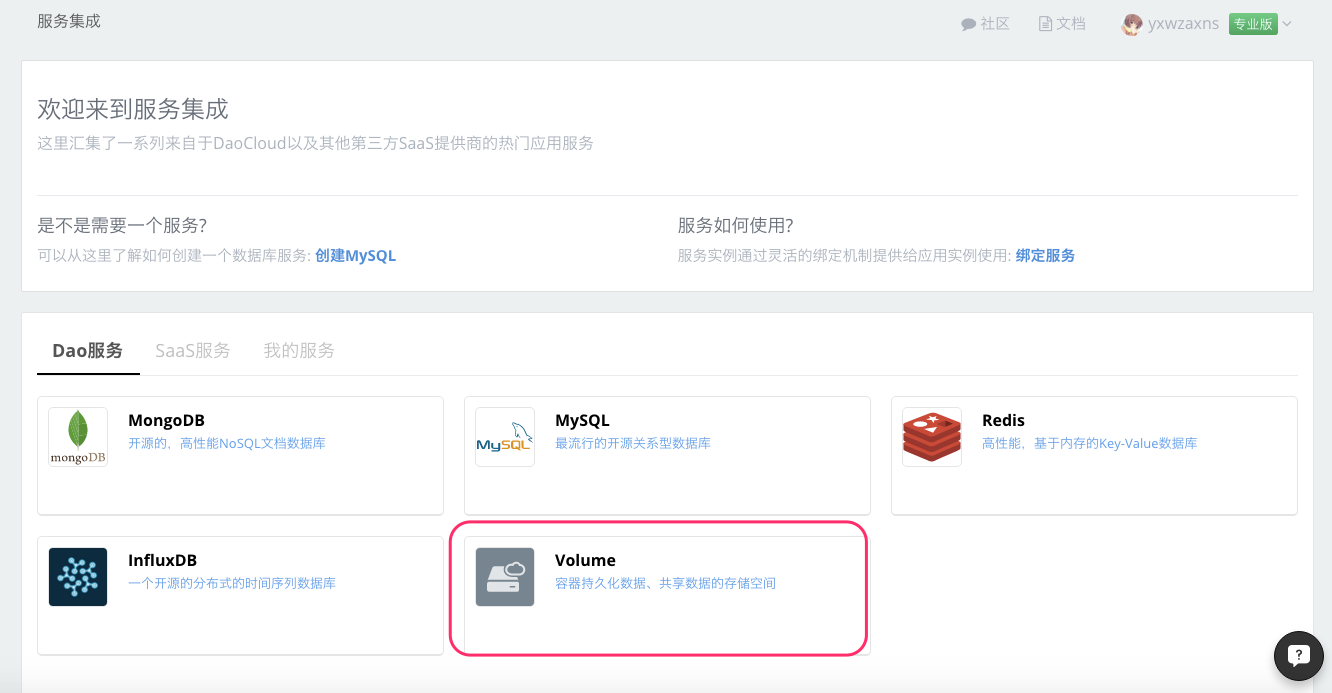 服务集成
社区 文档 yxwzaxns 专业版
欢迎来到服务集成
这里汇集了一系列来自于DaoCloud以及其他第三方SaaS提供商的热门应用服务
是不是需要一个服务?
可以从这里了解如何创建一个数据库服务: 创建MySQL
服务如何使用?
服务实例通过灵活的绑定机制提供给应用实例使用: 绑定服务
Dao服务 SaaS服务 我的服务
mongoDB
MongoDB
开源的，高性能NoSQL文档数据库
MySQL
MySQL
最流行的开源关系型数据库
Redis
高性能，基于内存的Key-Value数据库
InfluxDB
一个开源的分布式的时间序列数据库
Volume
容器持久化数据、共享数据的存储空间
?